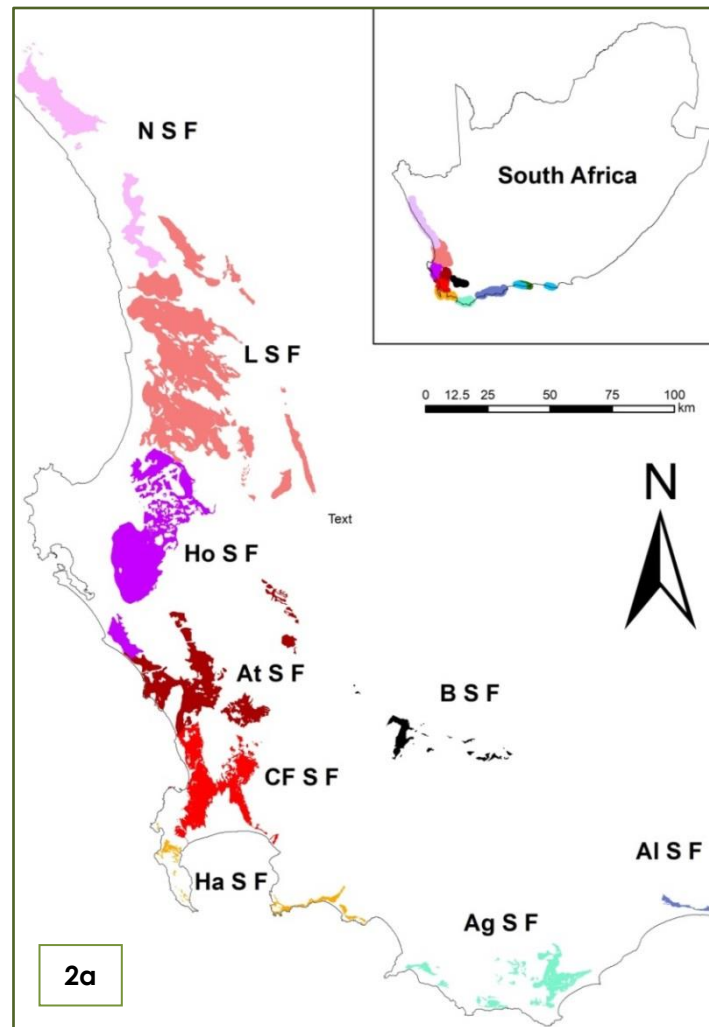 N S F
South Africa
L S F
0 12.5 25 50 75 100
km
N
Text
Ho S F
At S F
B S F
CF S F
Al S F
Ha S F
Ag S F
2a